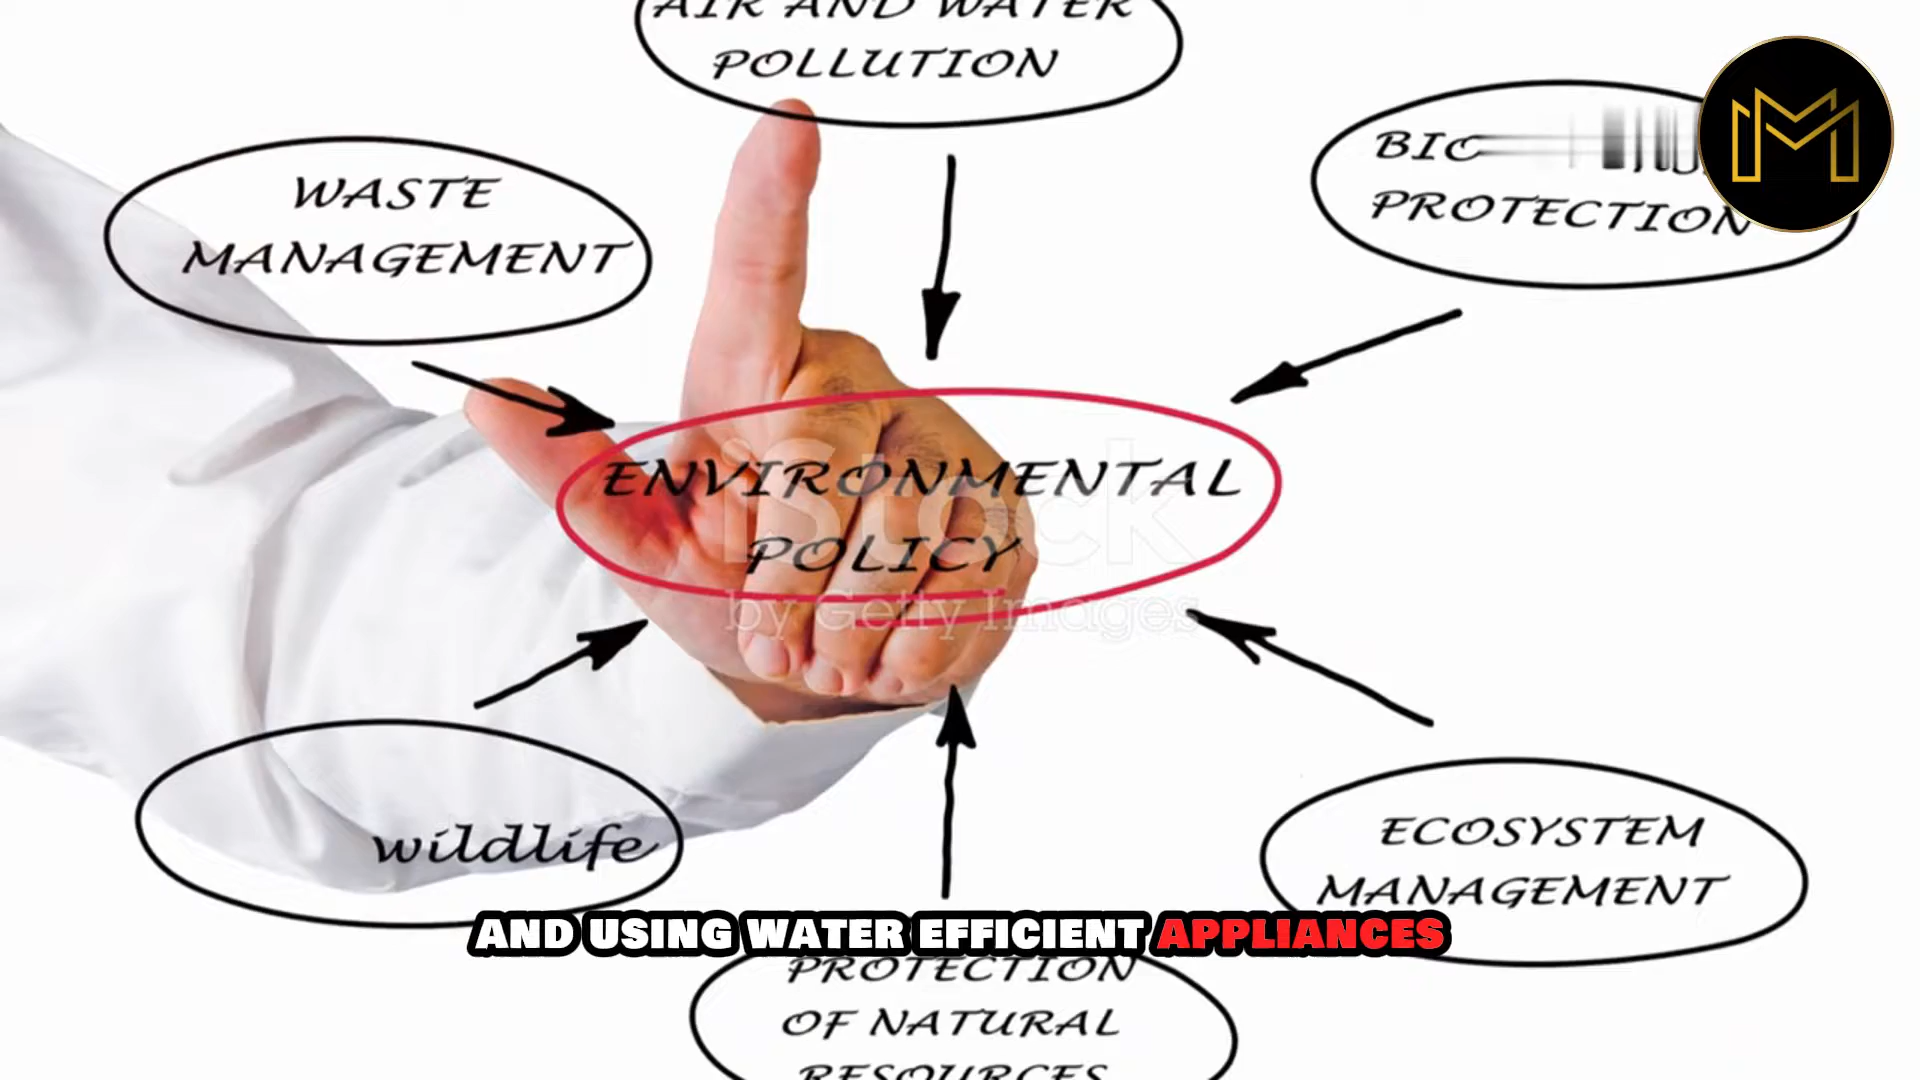 AIR AND WATER
POLLUTION
WASTE
MANAGEMENT
PROTECTION
ENVIRONMENTAL
POLICY
iStock
by Getty Images
wildlife
ECOSYSTEM
MANAGEMENT
AND USING WATER EFFICIENT APPLIANCES
PROTECTION
OF NATURAL
RESOURCES